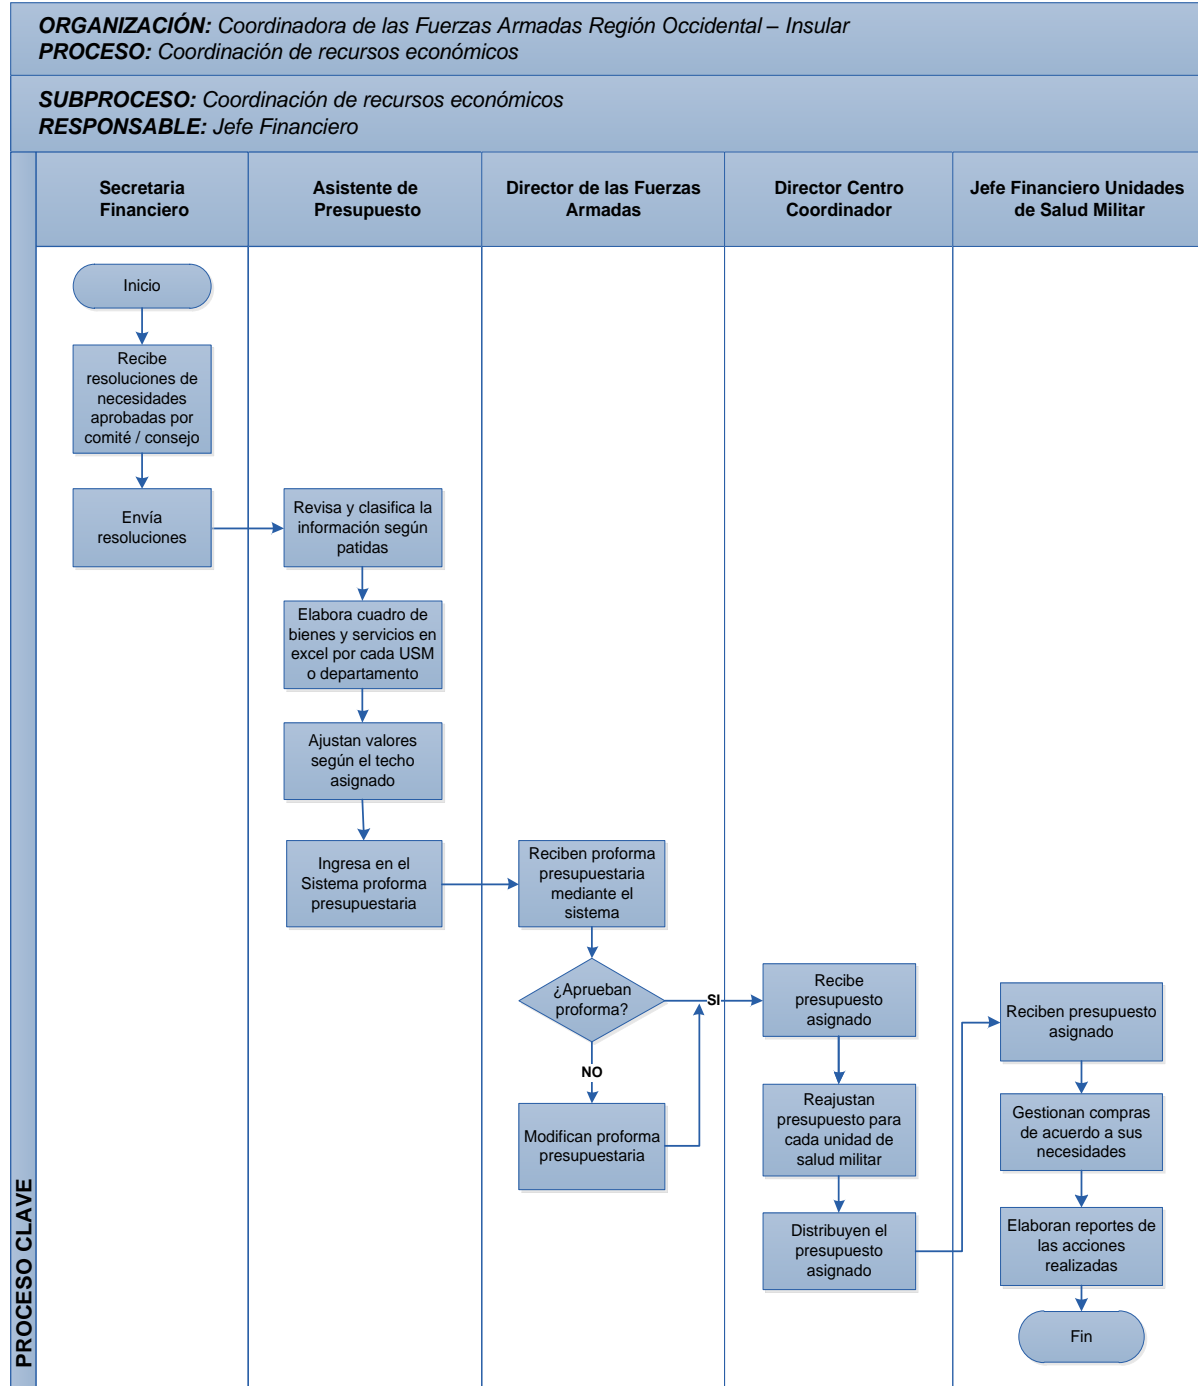 ORGANIZACIÓN: Coordinadora de las Fuerzas Armadas Región Occidental – Insular
PROCESO: Coordinación de recursos económicos
SUBPROCESO: Coordinación de recursos económicos
RESPONSABLE: Jefe Financiero
Secretaria
Financiero
Asistente de
Presupuesto
Director de las Fuerzas
Armadas
Director Centro
Coordinador
Jefe Financiero Unidades
de Salud Militar
PROCESO CLAVE
Inicio
Recibe
resoluciones de
necesidades
aprobadas por
comité / consejo
Envía
resoluciones
Revisa y clasifica la
información según
patidas
Elabora cuadro de
bienes y servicios en
excel por cada USM
o departamento
Ajustan valores
según el techo
asignado
Ingresa en el
Sistema proforma
presupuestaria
Reciben proforma
presupuestaria
mediante el
sistema
¿Aprueban
proforma?
SI
NO
Modifican proforma
presupuestaria
Recibe
presupuesto
asignado
Reajustan
presupuesto para
cada unidad de
salud militar
Distribuyen el
presupuesto
asignado
Reciben presupuesto
asignado
Gestionan compras
de acuerdo a sus
necesidades
Elaboran reportes de
las acciones
realizadas
Fin